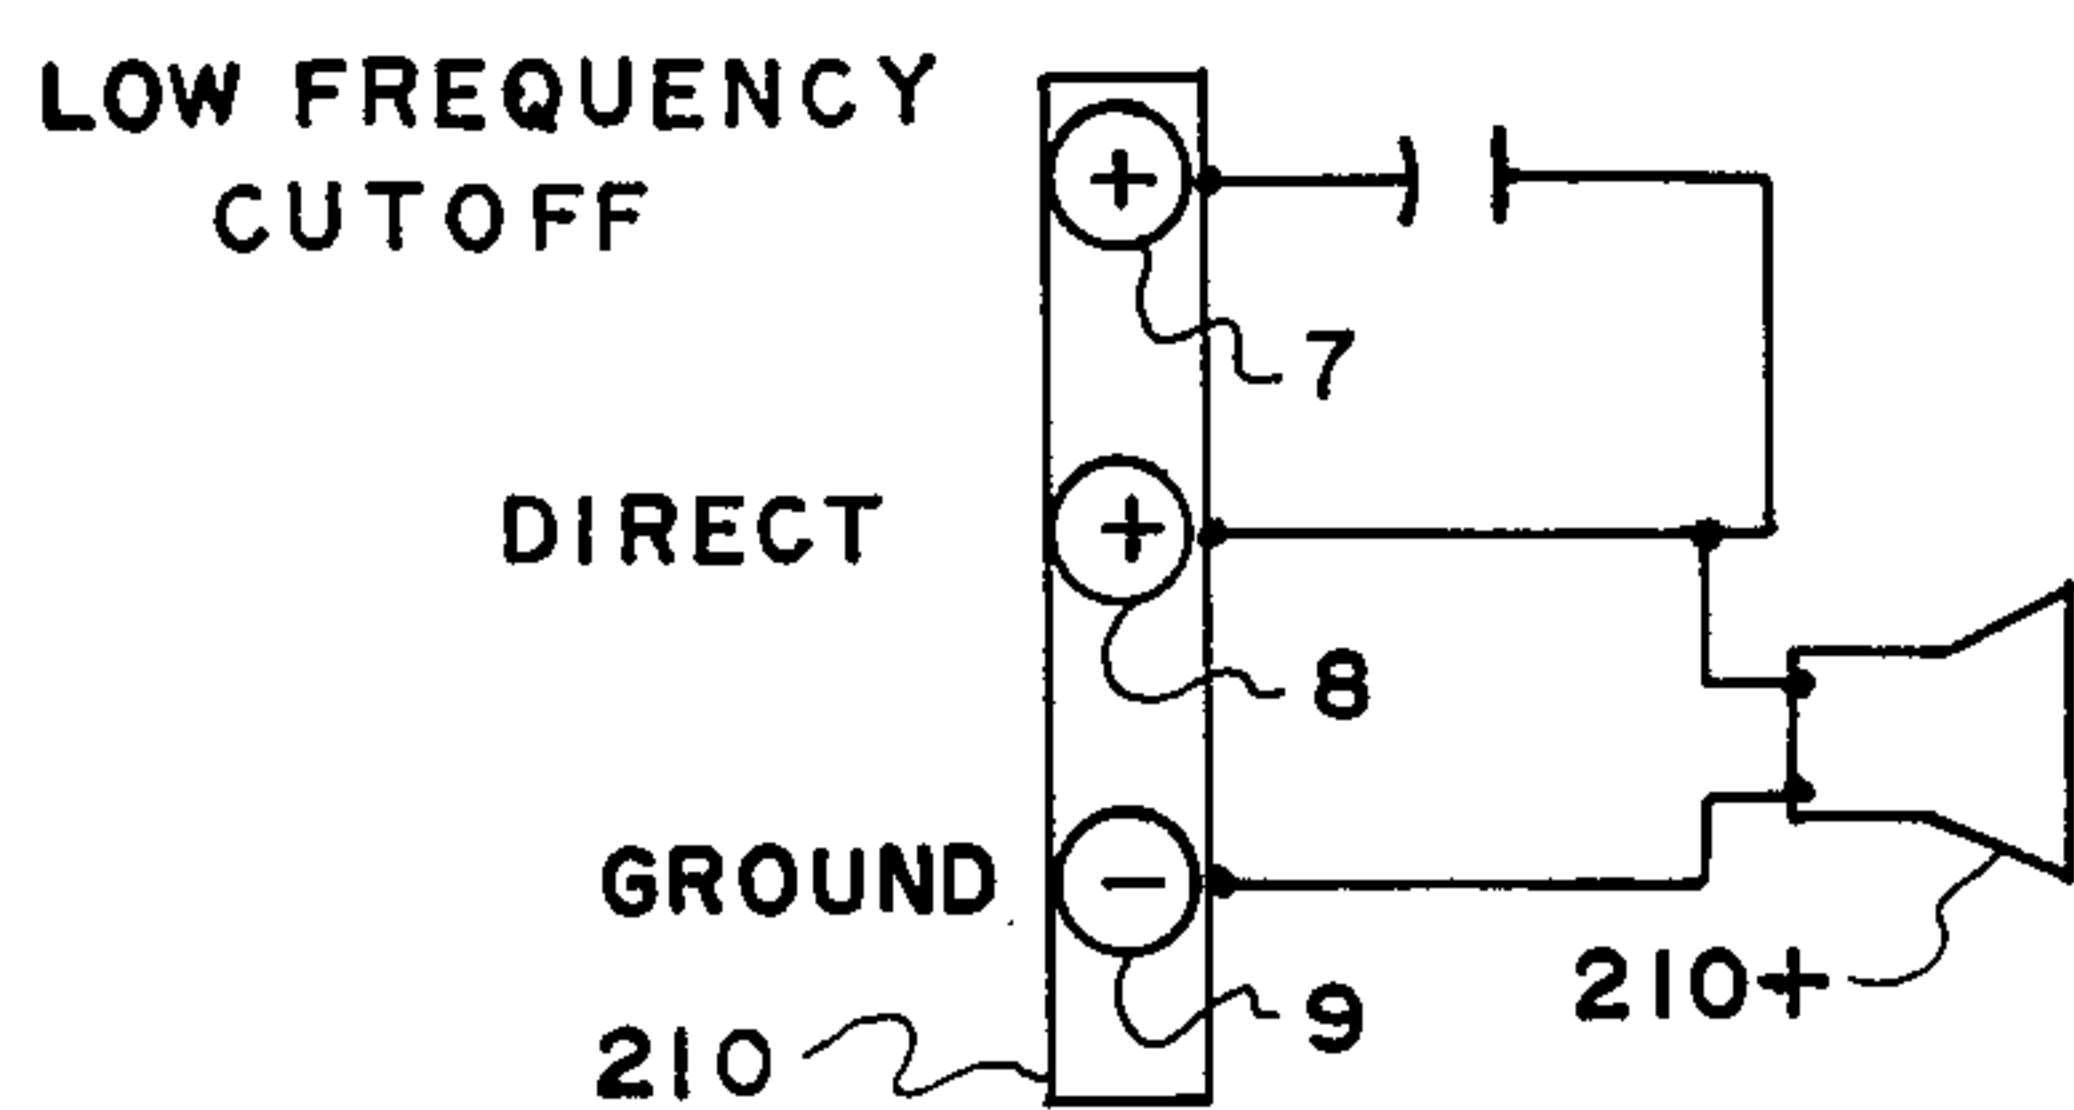 LOW FREQUENCY
CUTOFF
+
7
DIRECT
+
8
GROUND
−
9
210+
210